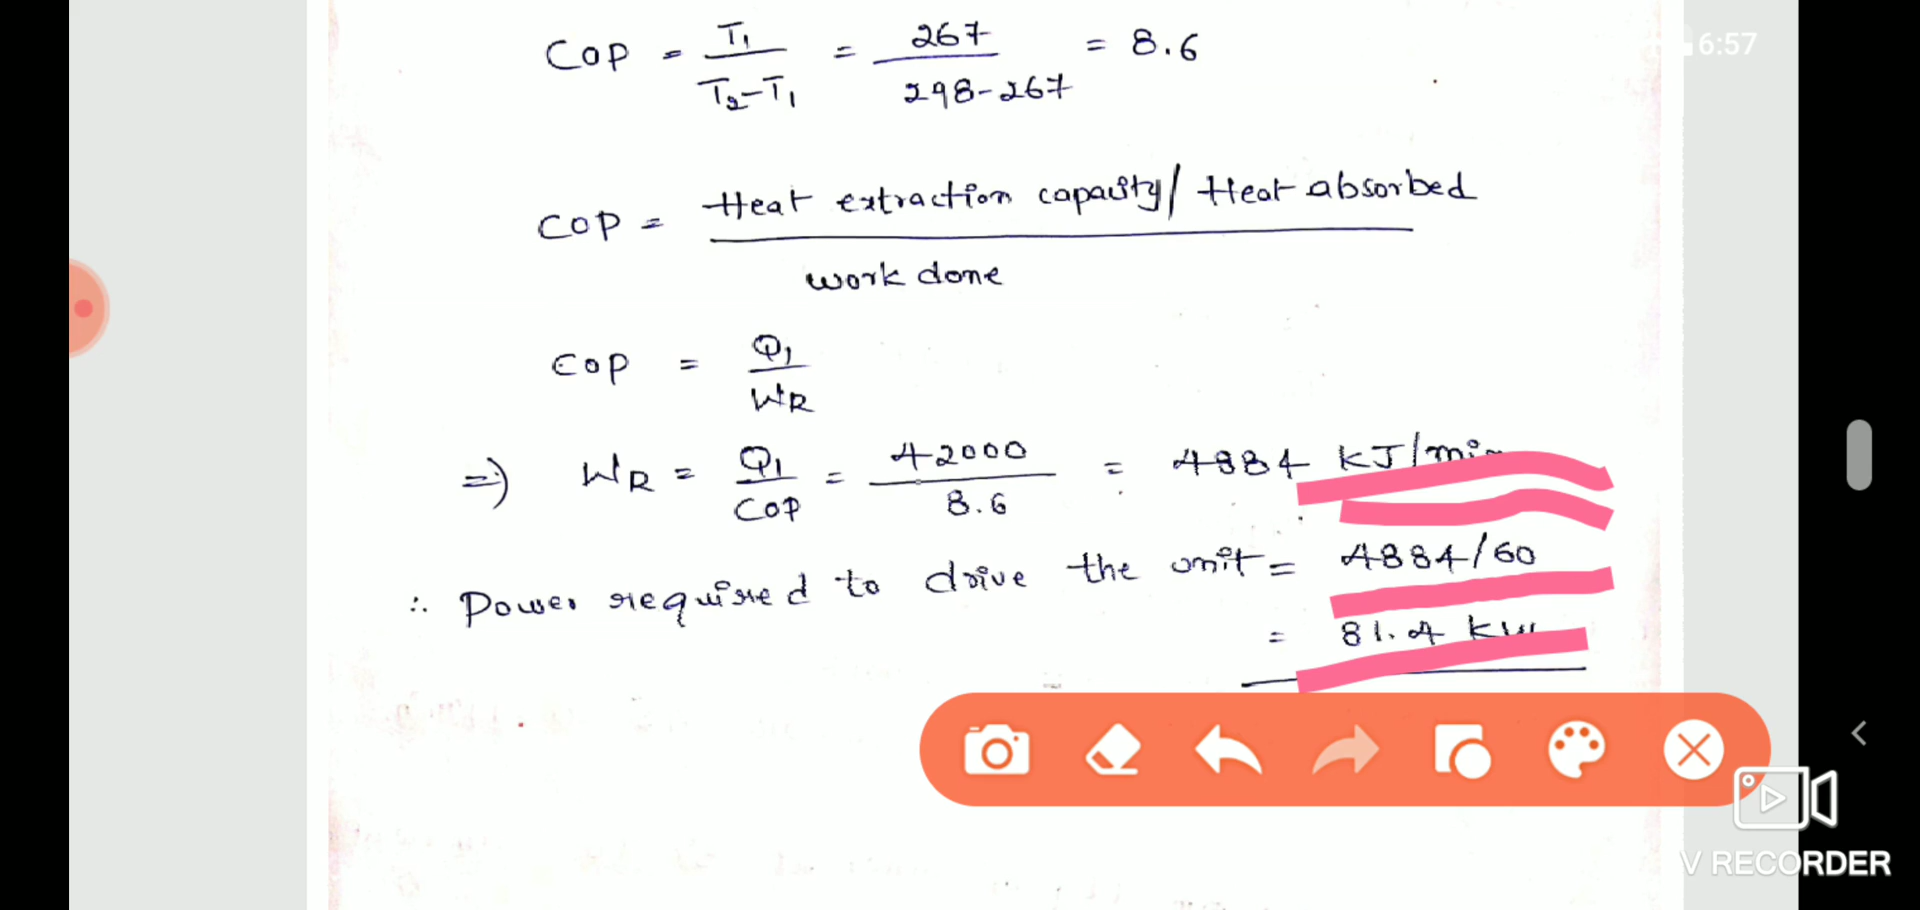 COP = T1 / T2-T1 = 267 / 298-267 = 8.6
6:57
COP = Heat extraction capacity/ Heat absorbed / work done
COP = Q1 / WR
=) WR = Q1 / COP = 42000 / 8.6 = 4884 KJ/min
∴ Power required to drive the unit = 4884/60
= 81.4 kW
V RECORDER